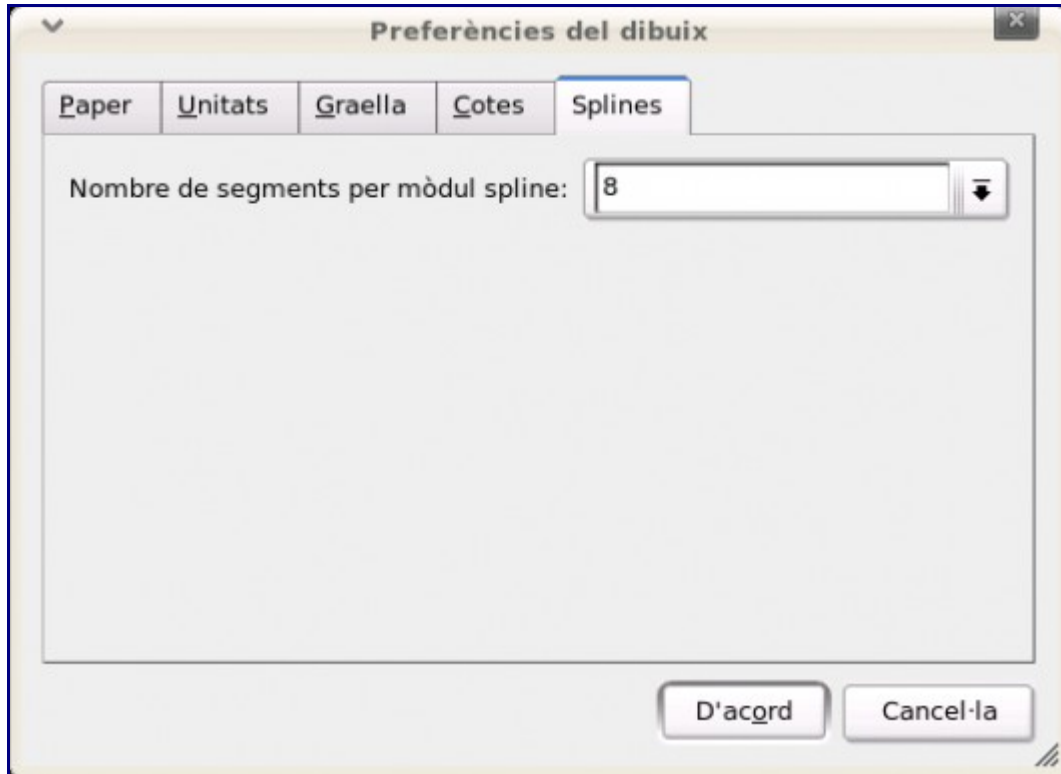 Preferències del dibuix
Paper Unitats Graella Cotes Splines
Nombre de segments per mòdul spline: 8
D'acord Cancel·la